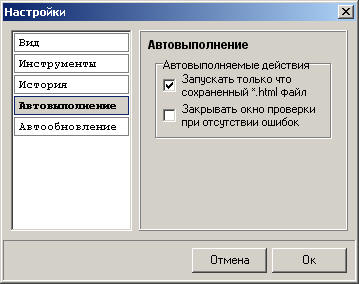 Настройки
Вид
Инструменты
История
Автовыполнение
Автообновление
Автовыполнение
Автовыполняемые действия
Запускать только что
сохраненный *.html файл
Закрывать окно проверки
при отсутствии ошибок
Отмена
Ок